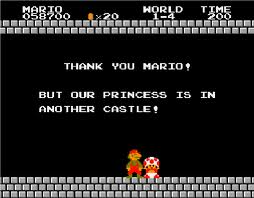 MARIO WORLD TIME
058700 ×20 1-4 200
THANK YOU MARIO!
BUT OUR PRINCESS IS IN
ANOTHER CASTLE!